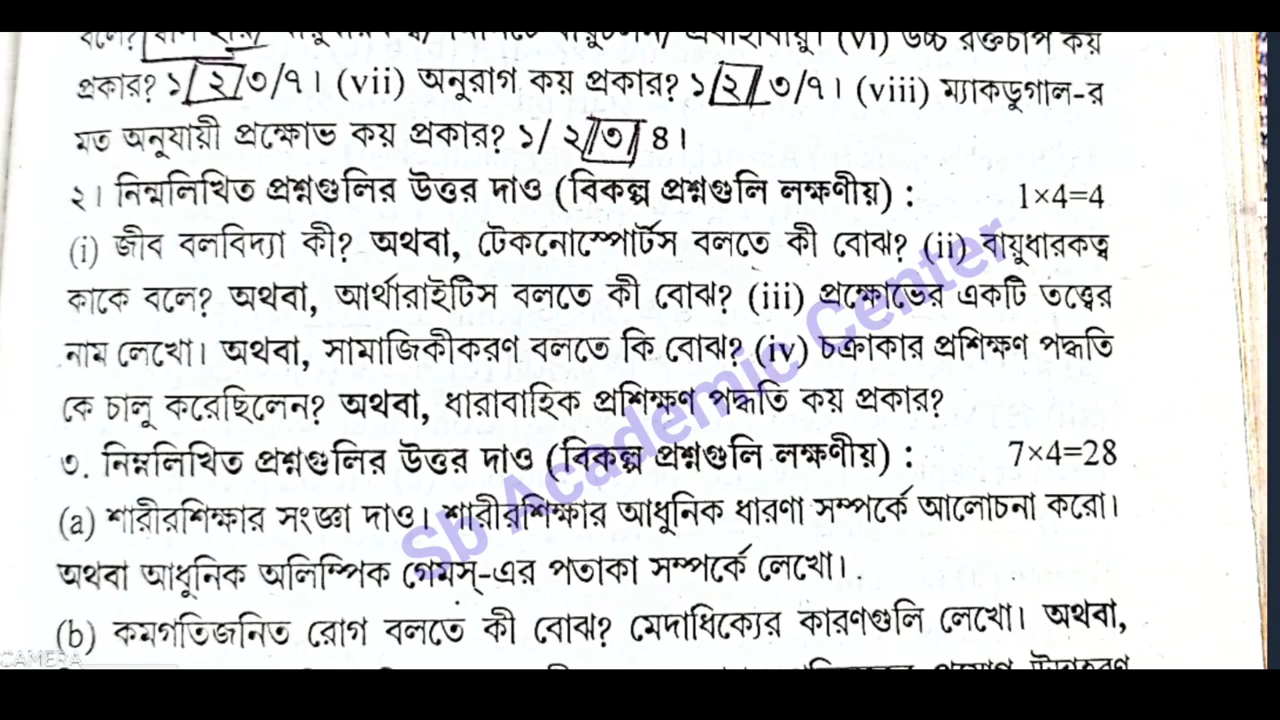 প্রকার? ১/২/৩/৭। (vii) অনুরাগ কয় প্রকার? ১/২/৩/৭। (viii) ম্যাকডুগাল-র
মত অনুযায়ী প্রক্ষোভ কয় প্রকার? ১/ ২/৩/ ৪।
২। নিম্নলিখিত প্রশ্নগুলির উত্তর দাও (বিকল্প প্রশ্নগুলি লক্ষণীয়) : 1×4=4
(i) জীব বলবিদ্যা কী? অথবা, টেকনোস্পোর্টস বলতে কী বোঝ? (ii) বায়ুধারকত্ব
কাকে বলে? অথবা, আর্থারাইটিস বলতে কী বোঝ? (iii) প্রক্ষোভের একটি তত্ত্বের
নাম লেখো। অথবা, সামাজিকীকরণ বলতে কি বোঝ? (iv) চক্রাকার প্রশিক্ষণ পদ্ধতি
কে চালু করেছিলেন? অথবা, ধারাবাহিক প্রশিক্ষণ পদ্ধতি কয় প্রকার?
৩. নিম্নলিখিত প্রশ্নগুলির উত্তর দাও (বিকল্প প্রশ্নগুলি লক্ষণীয়) : 7×4=28
(a) শারীরশিক্ষার সংজ্ঞা দাও। শারীরশিক্ষার আধুনিক ধারণা সম্পর্কে আলোচনা করো।
অথবা আধুনিক অলিম্পিক গেমস্-এর পতাকা সম্পর্কে লেখো।
(b) কমগতিজনিত রোগ বলতে কী বোঝ? মেদাধিক্যের কারণগুলি লেখো। অথবা,
Sb Academic Center
CAMERA